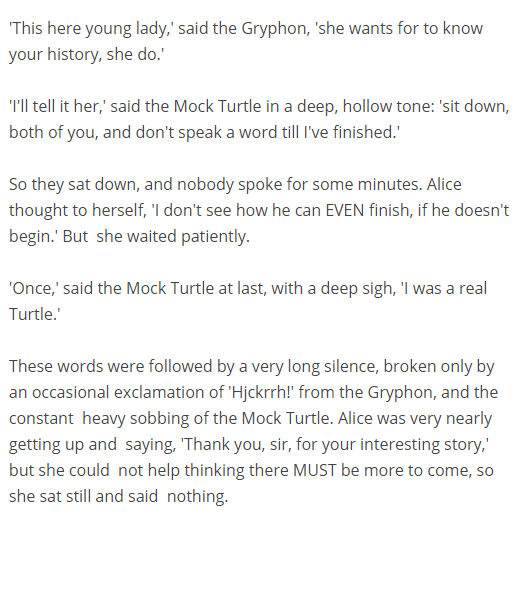 'This here young lady,' said the Gryphon, 'she wants for to know
your history, she do.'
'I'll tell it her,' said the Mock Turtle in a deep, hollow tone: 'sit down,
both of you, and don't speak a word till I've finished.'
So they sat down, and nobody spoke for some minutes. Alice
thought to herself, 'I don't see how he can EVEN finish, if he doesn't
begin.' But  she waited patiently.
'Once,' said the Mock Turtle at last, with a deep sigh, 'I was a real
Turtle.'
These words were followed by a very long silence, broken only by
an occasional exclamation of 'Hjckrrh!' from the Gryphon, and the
constant  heavy sobbing of the Mock Turtle. Alice was very nearly
getting up and  saying, 'Thank you, sir, for your interesting story,'
but she could  not help thinking there MUST be more to come, so
she sat still and said  nothing.